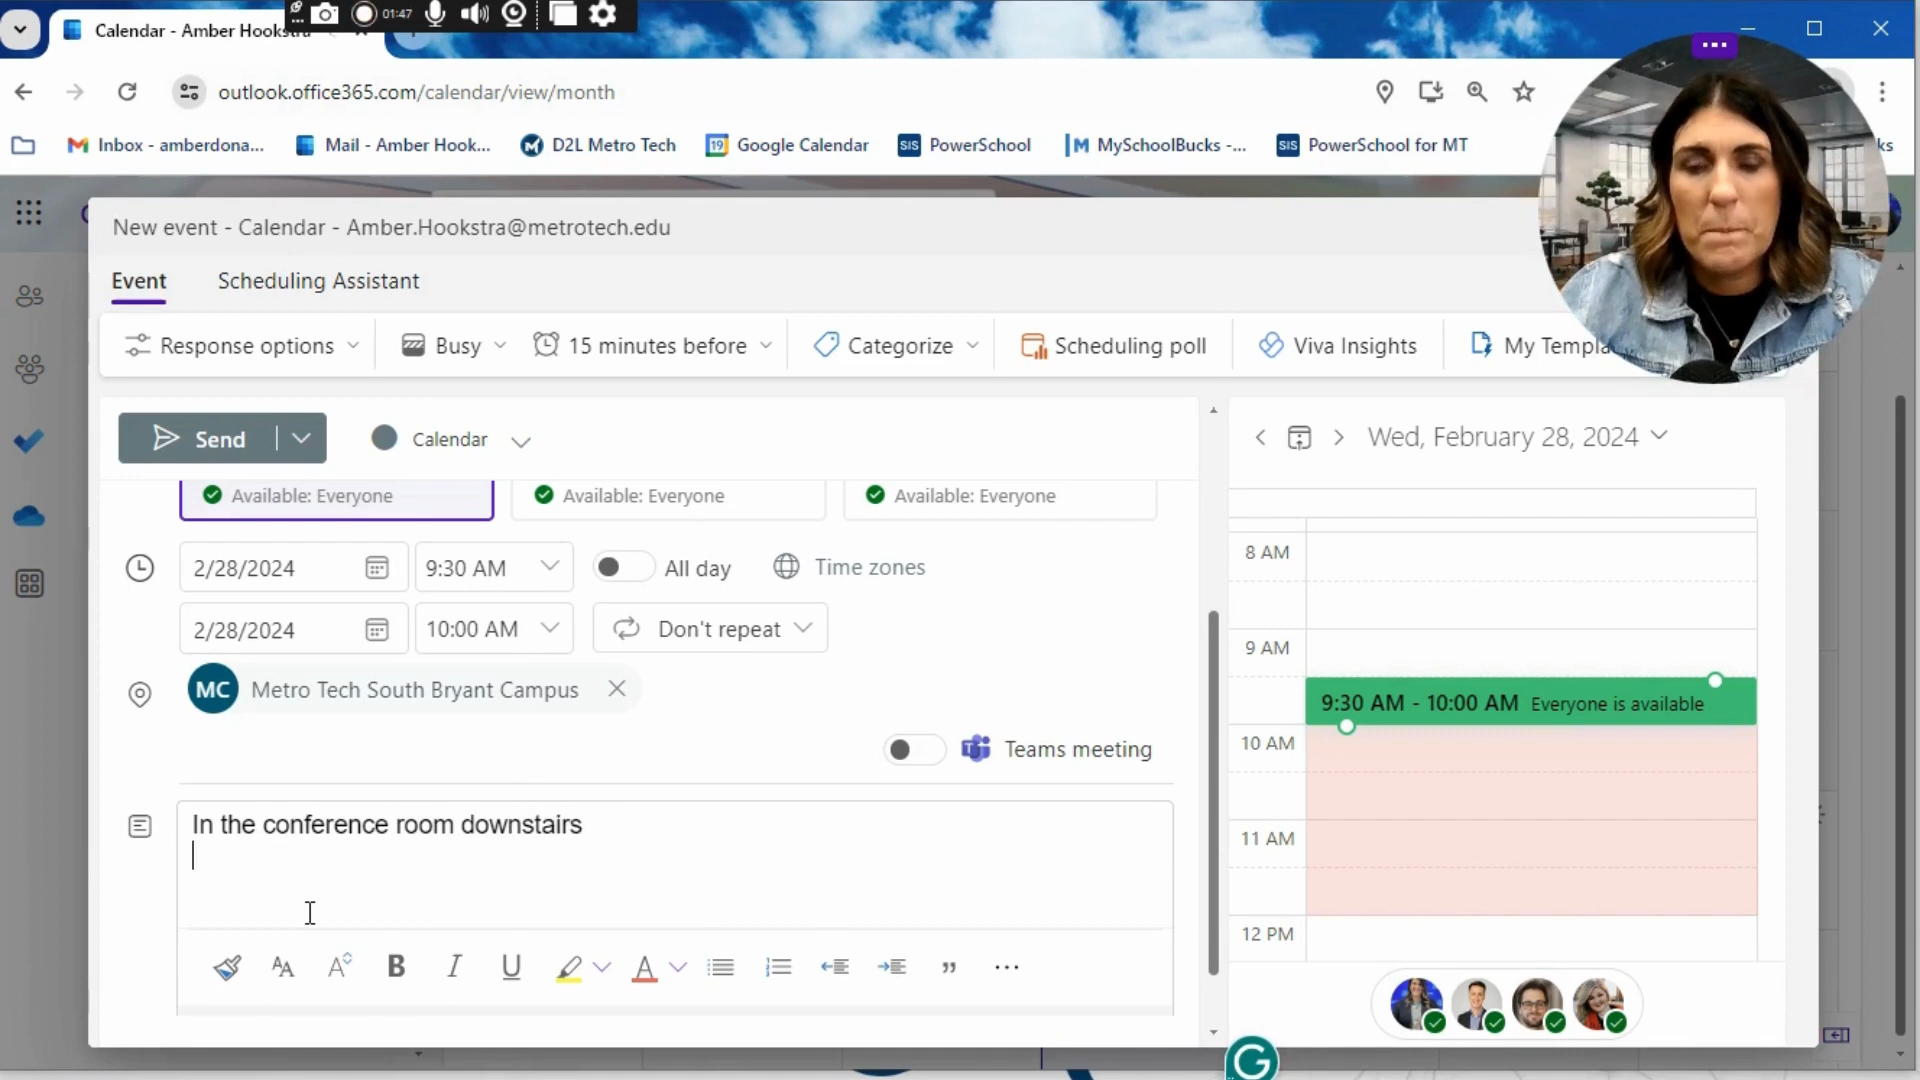 Calendar - Amber Hookstra
01:47
outlook.office365.com/calendar/view/month
Inbox - amberdona...
Mail - Amber Hook...
D2L Metro Tech
19
Google Calendar
SIS
PowerSchool
MySchoolBucks -...
SIS
PowerSchool for MT
ks
New event - Calendar - Amber.Hookstra@metrotech.edu
Event
Scheduling Assistant
Response options
Busy
15 minutes before
Categorize
Scheduling poll
Viva Insights
My Templa
Send
Calendar
Wed, February 28, 2024
Available: Everyone
Available: Everyone
Available: Everyone
2/28/2024
9:30 AM
All day
Time zones
2/28/2024
10:00 AM
Don't repeat
MC
Metro Tech South Bryant Campus
Teams meeting
In the conference room downstairs
8 AM
9 AM
9:30 AM - 10:00 AM Everyone is available
10 AM
11 AM
12 PM